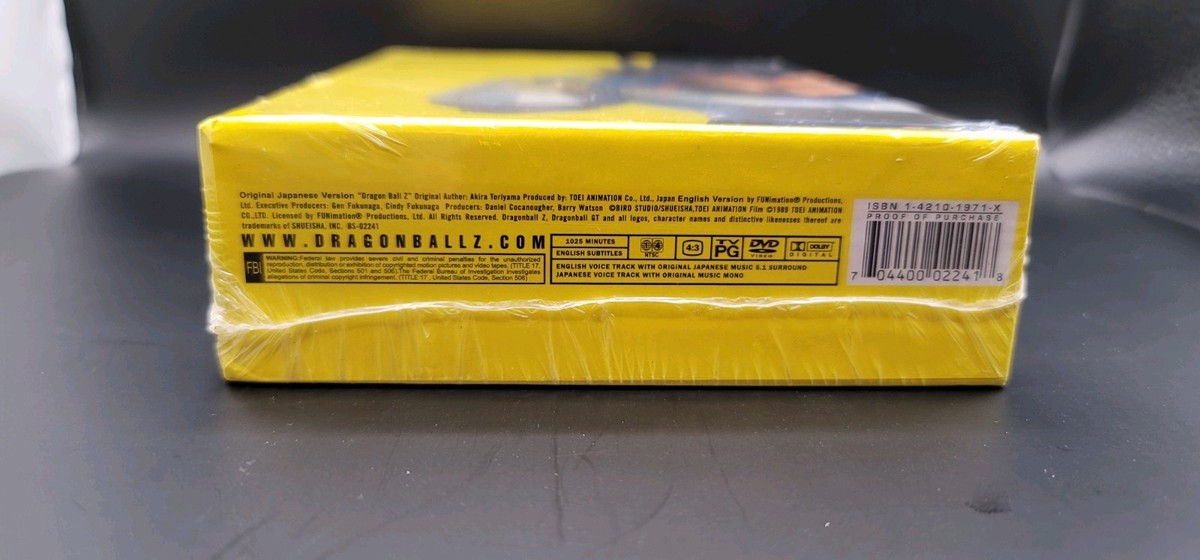 Original Japanese Version "Dragon Ball Z" Original Author: Akira Toriyama Produced by: TOEI ANIMATION Co., Ltd., Japan English Version by FUNimation® Productions,
Ltd. Executive Producers: Gen Fukunaga, Cindy Fukunaga Producers: Daniel Cocanougher, Barry Watson ©BIRD STUDIO/SHUEISHA,TOEI ANIMATION Film ©1989 TOEI ANIMATION
CO.,LTD. Licensed by FUNimation® Productions, Ltd. All Rights Reserved. Dragonball Z, Dragonball GT and all logos, character names and distinctive likenesses thereof are
trademarks of SHUEISHA, INC. BS-02241
WWW.DRAGONBALLZ.COM
FBI
WARNING:Federal law provides severe civil and criminal penalties for the unauthorized
reproduction, distribution or exhibition of copyrighted motion pictures and video tapes, (TITLE 17,
United States Code, Sections 501 and 506).The Federal Bureau of Investigation investigates
allegations of criminal copyright infringement, (TITLE 17, United States Code, Section 506)
1025 MINUTES
ENGLISH SUBTITLES
NTSC
4:3
TV
PG
DVD
VIDEO
DOLBY
DIGITAL
ENGLISH VOICE TRACK WITH ORIGINAL JAPANESE MUSIC 5.1 SURROUND
JAPANESE VOICE TRACK WITH ORIGINAL MUSIC MONO
ISBN 1-4210-1971-X
PROOF OF PURCHASE
7 04400 02241 8